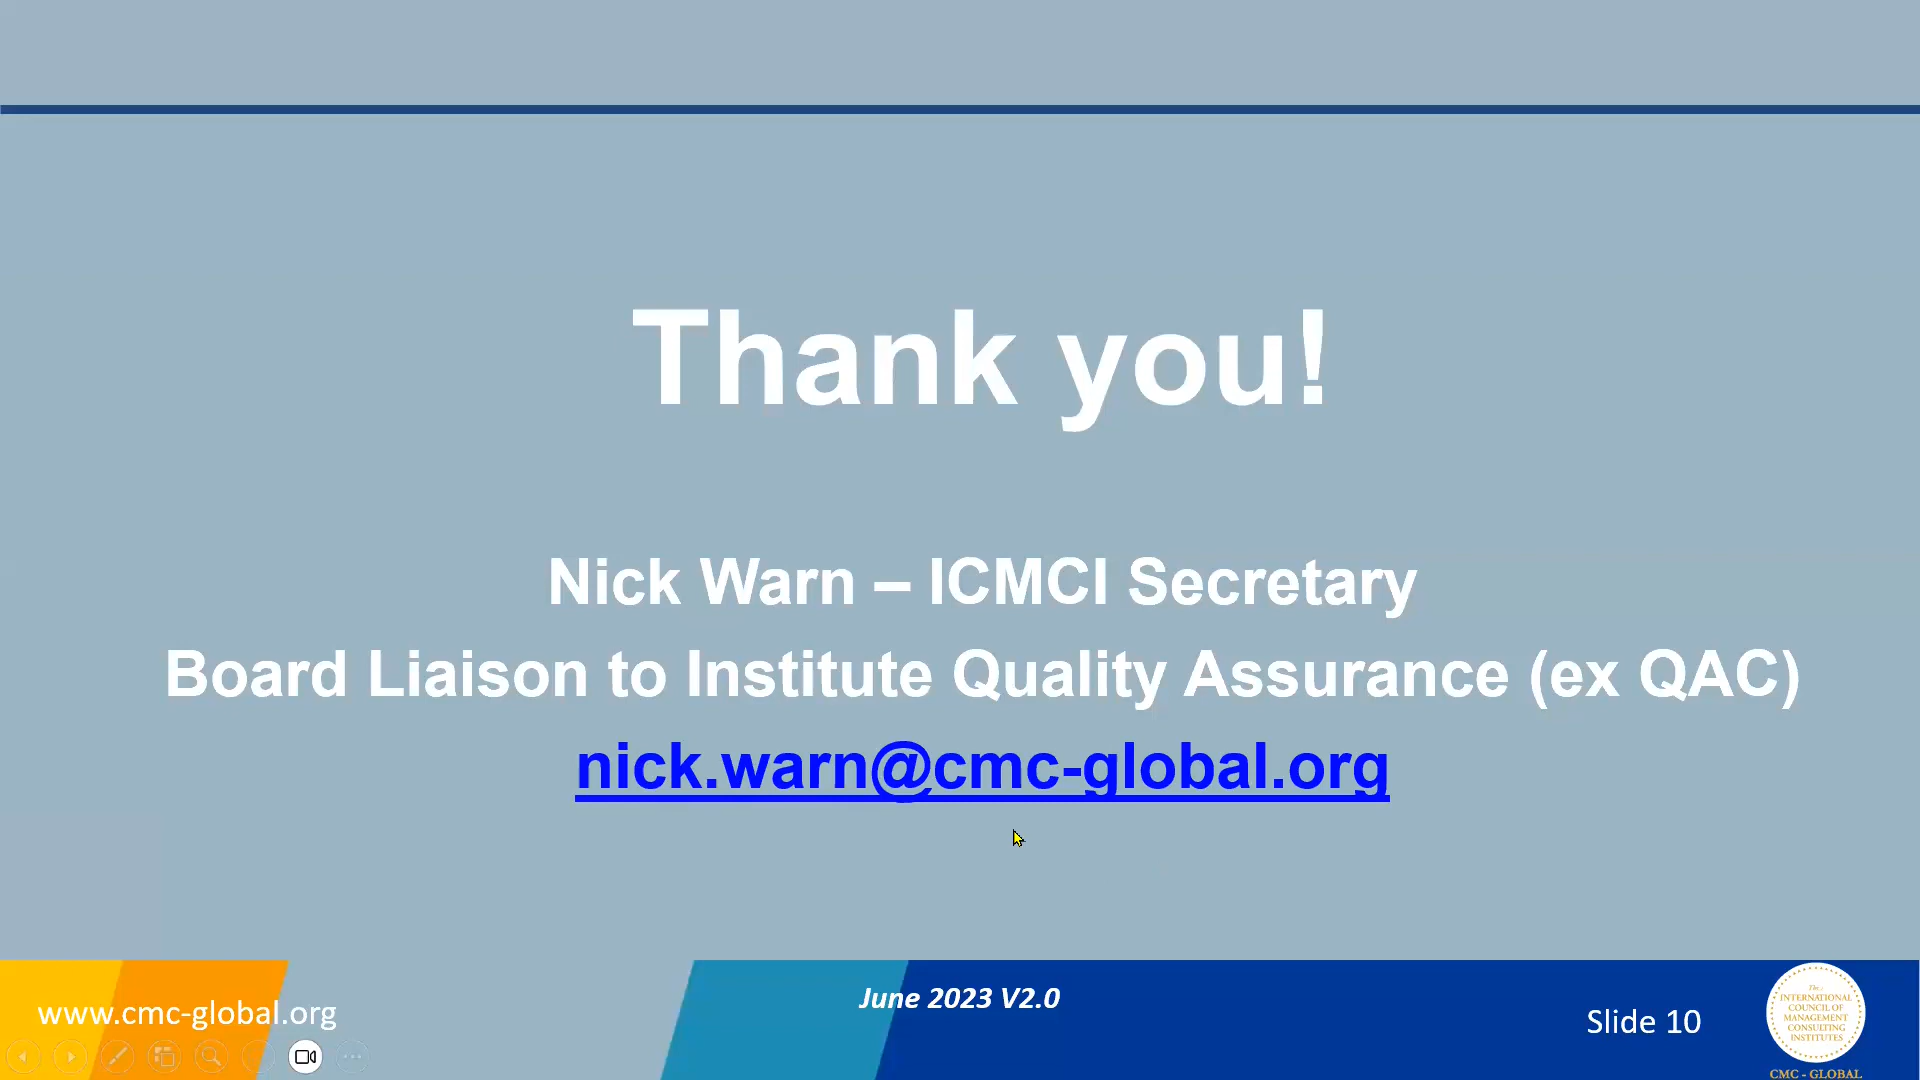 Thank you!
Nick Warn – ICMCI Secretary
Board Liaison to Institute Quality Assurance (ex QAC)
nick.warn@cmc-global.org
www.cmc-global.org
June 2023 V2.0
Slide 10
The
INTERNATIONAL
COUNCIL OF
MANAGEMENT
CONSULTING
INSTITUTES
CMC - GLOBAL